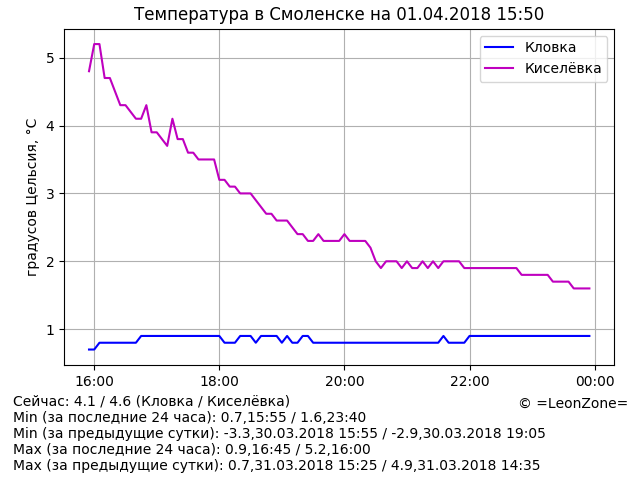 Температура в Смоленске на 01.04.2018 15:50
Кловка
Киселёвка
градусов Цельсия, °C
5
4
3
2
1
16:00 18:00 20:00 22:00 00:00
Сейчас: 4.1 / 4.6 (Кловка / Киселёвка)
© =LeonZone=
Min (за последние 24 часа): 0.7,15:55 / 1.6,23:40
Min (за предыдущие сутки): -3.3,30.03.2018 15:55 / -2.9,30.03.2018 19:05
Max (за последние 24 часа): 0.9,16:45 / 5.2,16:00
Max (за предыдущие сутки): 0.7,31.03.2018 15:25 / 4.9,31.03.2018 14:35